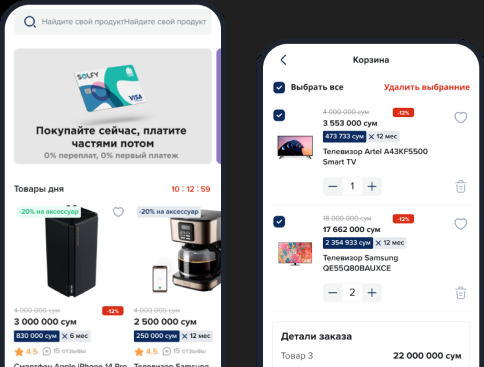 Найдите свой продуктНайдите свой продукт
SOLFY
VISA
Покупайте сейчас, платите
частями потом
0% переплат, 0% первый платеж
Товары дня
10 : 12 : 59
-20% на аксессуар
-20% на аксессуар
4 000 000 сум
-12%
3 000 000 сум
830 000 сум × 6 мес
4.5 15 отзывы
Смартфон Apple iPhone 14 Pro
4 000 000 сум
2 500 000 сум
250 000 сум × 12 мес
4.5 15 отзывы
Телевизор Samsung
Корзина
Выбрать все
Удалить выбранние
4 000 000 сум
-12%
3 553 000 сум
473 733 сум × 12 мес
Телевизор Artel A43KF5500
Smart TV
1
18 000 000 сум
-12%
17 662 000 сум
2 354 933 сум × 12 мес
Телевизор Samsung
QE55Q80BAUXCE
2
Детали заказа
Товар 3
22 000 000 сум